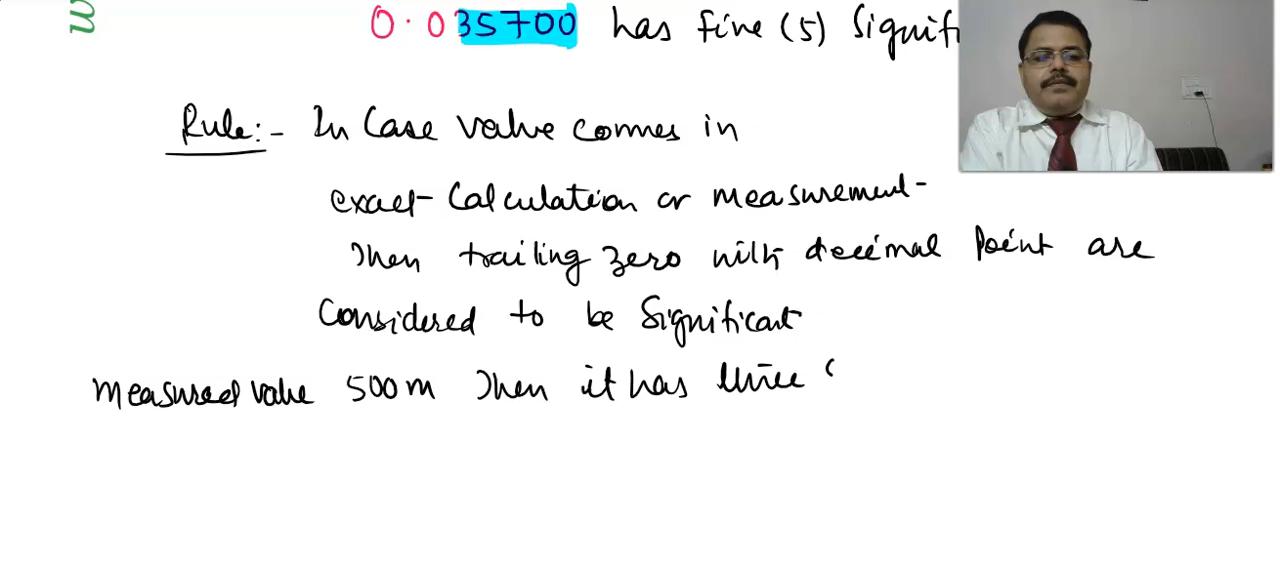 0.035700 has five (5) Signifi
Rule:- In Case value comes in
exact Calculation or measurement
Then trailing zero with decimal point are
Considered to be Significant
measured value 500m Then it has three (